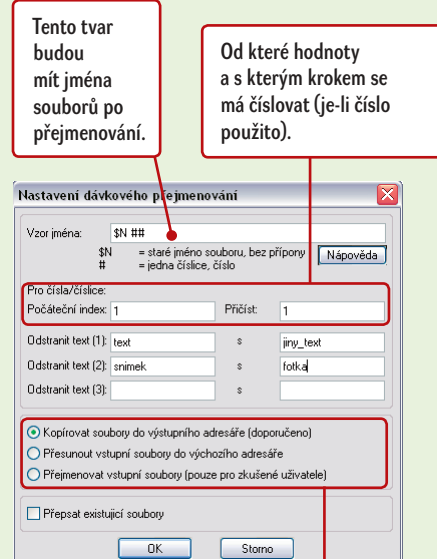 Tento tvar
budou
mít jména
souborů po
přejmenování.
Od které hodnoty
a s kterým krokem se
má číslovat (je-li číslo
použito).
Nastavení dávkového přejmenování
Vzor jména: $N ##
$N = staré jméno souboru, bez přípony Nápověda
# = jedna číslice, číslo
Pro čísla/číslice:
Počáteční index: 1 Přičíst: 1
Odstranit text (1): text s jiny_text
Odstranit text (2): snimek s fotka
Odstranit text (3): s
Kopírovat soubory do výstupního adresáře (doporučeno)
Přesunout vstupní soubory do výchozího adresáře
Přejmenovat vstupní soubory (pouze pro zkušené uživatele)
Přepsat existující soubory
OK Storno